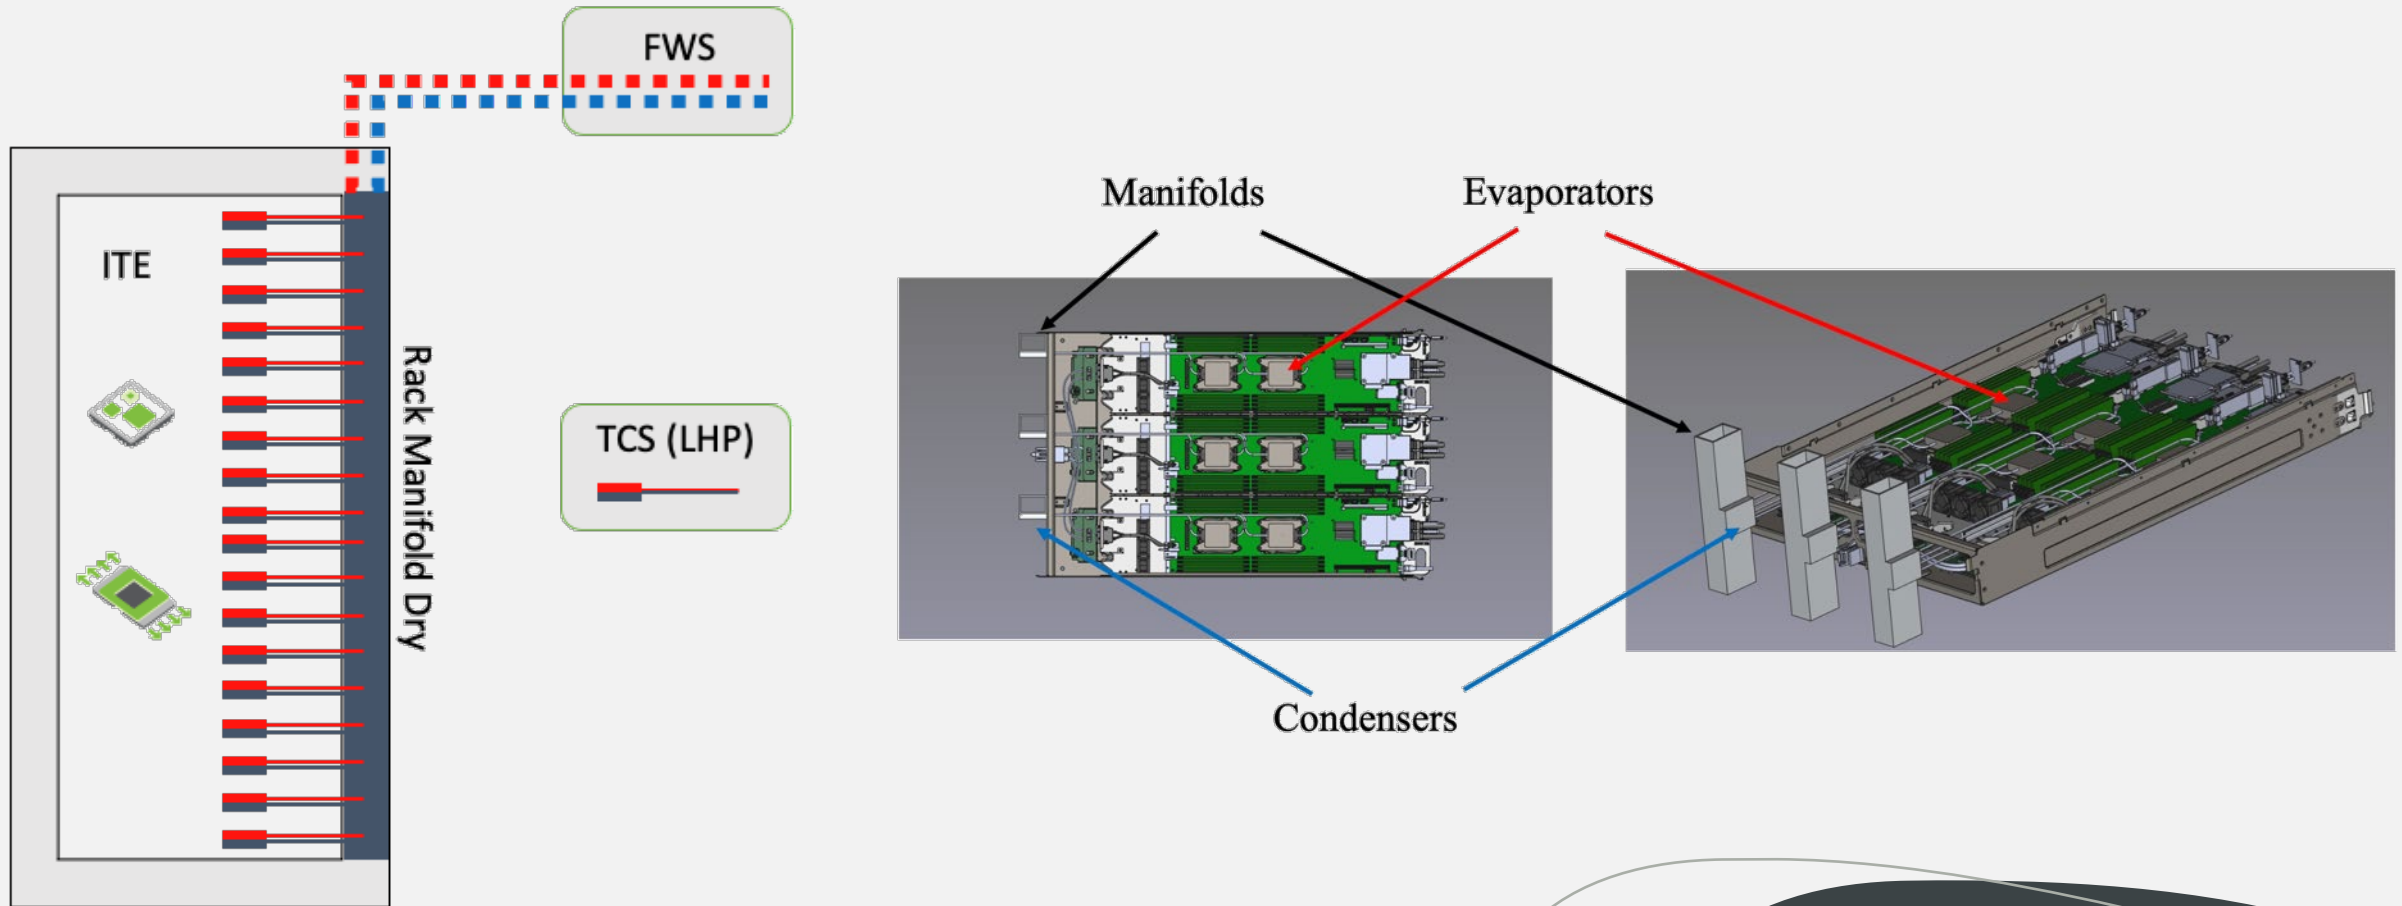 FWS
ITE
Rack Manifold Dry
TCS (LHP)
Manifolds
Evaporators
Condensers